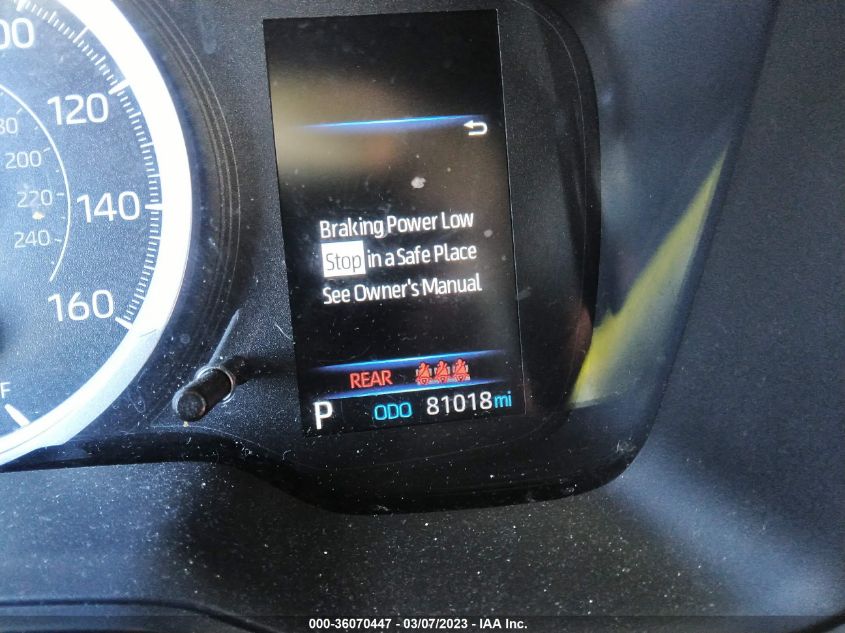 120
80
200
220
140
240
160
F
Braking Power Low
Stop in a Safe Place
See Owner's Manual
REAR
P ODO 81018 mi
000-36070447 - 03/07/2023 - IAA Inc.